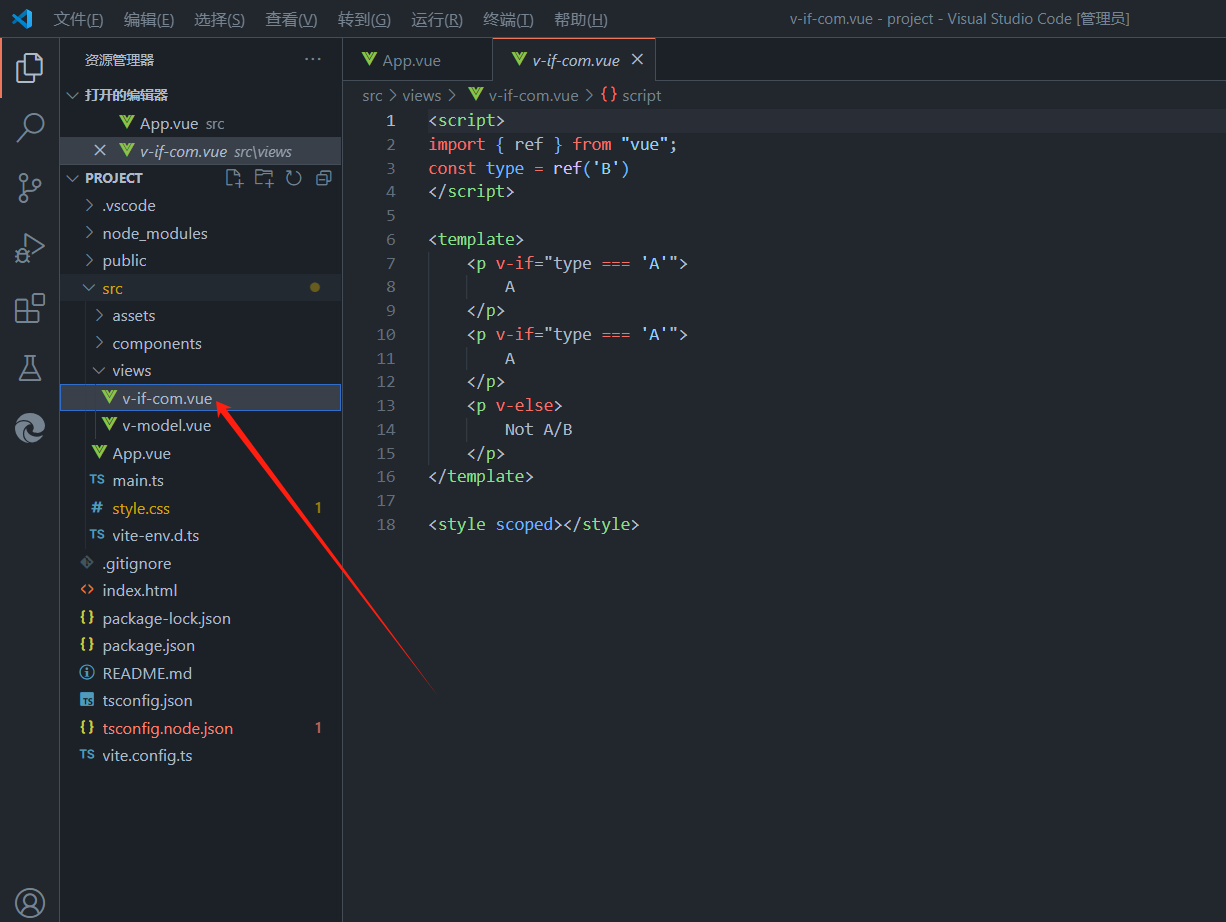 文件(F) 编辑(E) 选择(S) 查看(V) 转到(G) 运行(R) 终端(T) 帮助(H) v-if-com.vue - project - Visual Studio Code [管理员]
资源管理器 ···
打开的编辑器
App.vue src
v-if-com.vue src\views
PROJECT
.vscode
node_modules
public
src
assets
components
views
v-if-com.vue
v-model.vue
App.vue
TS main.ts
# style.css 1
TS vite-env.d.ts
.gitignore
<> index.html
{} package-lock.json
{} package.json
README.md
TS tsconfig.json
{} tsconfig.node.json 1
TS vite.config.ts
App.vue v-if-com.vue
src > views > v-if-com.vue > {} script
1 <script>
2 import { ref } from "vue";
3 const type = ref('B')
4 </script>
5
6 <template>
7 <p v-if="type === 'A'">
8 A
9 </p>
10 <p v-if="type === 'A'">
11 A
12 </p>
13 <p v-else>
14 Not A/B
15 </p>
16 </template>
17
18 <style scoped></style>